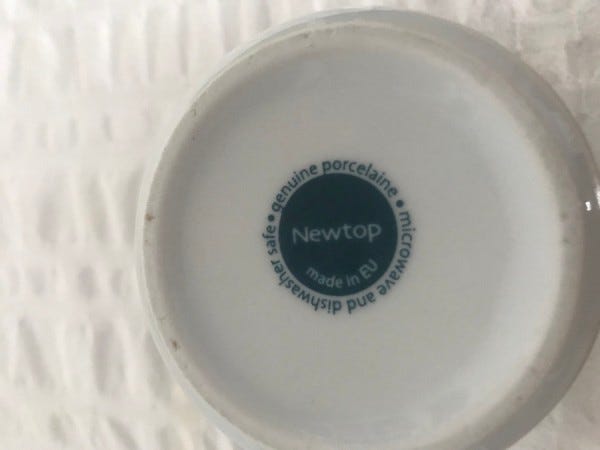 genuine porcelaine • microwave and dishwasher safe •
Newtop
made in EU